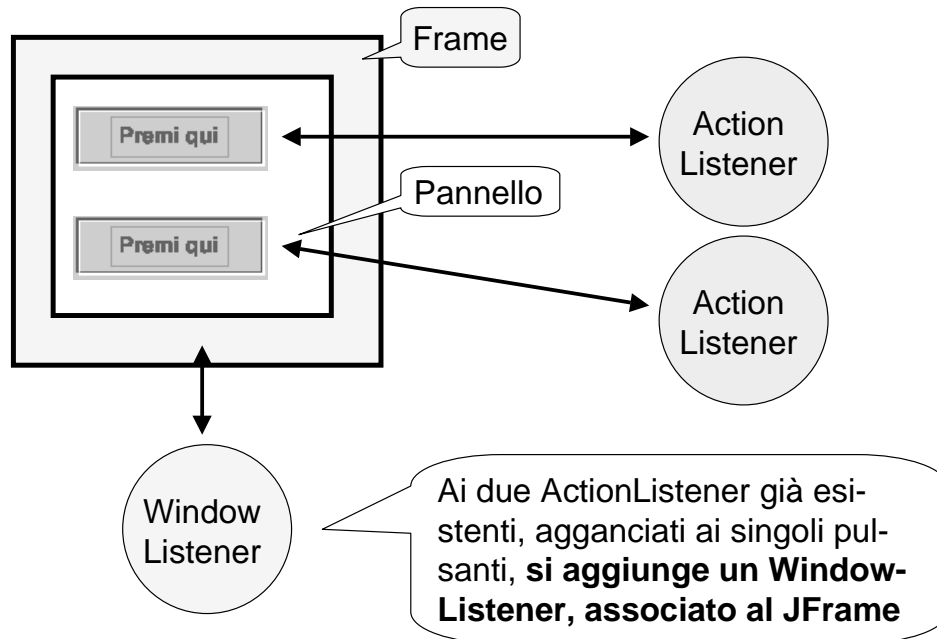 Frame
Premi qui
Action
Listener
Pannello
Premi qui
Action
Listener
Window
Listener
Ai due ActionListener già esi-
stenti, agganciati ai singoli pul-
santi, si aggiunge un Window-
Listener, associato al JFrame